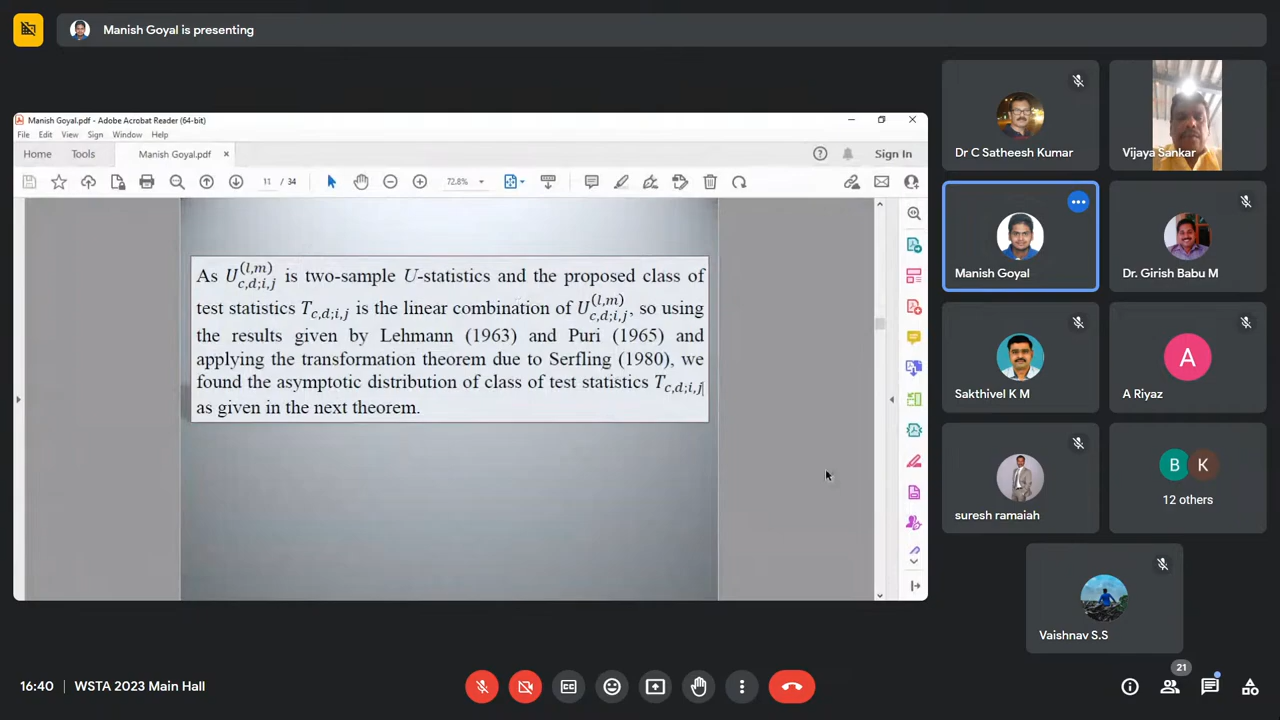 Manish Goyal is presenting
Manish Goyal.pdf - Adobe Acrobat Reader (64-bit)
File Edit View Sign Window Help
Home Tools Manish Goyal.pdf × Sign In
11 / 34 72.8%
As U_{c,d;i,j}^{(l,m)} is two-sample U-statistics and the proposed class of
test statistics T_{c,d;i,j} is the linear combination of U_{c,d;i,j}^{(l,m)}, so using
the results given by Lehmann (1963) and Puri (1965) and
applying the transformation theorem due to Serfling (1980), we
found the asymptotic distribution of class of test statistics T_{c,d;i,j}
as given in the next theorem.
Dr C Satheesh Kumar
Vijaya Sankar
Manish Goyal
Dr. Girish Babu M
Sakthivel K M
A
A Riyaz
suresh ramaiah
B K
12 others
Vaishnav S.S
16:40 | WSTA 2023 Main Hall
CC
21